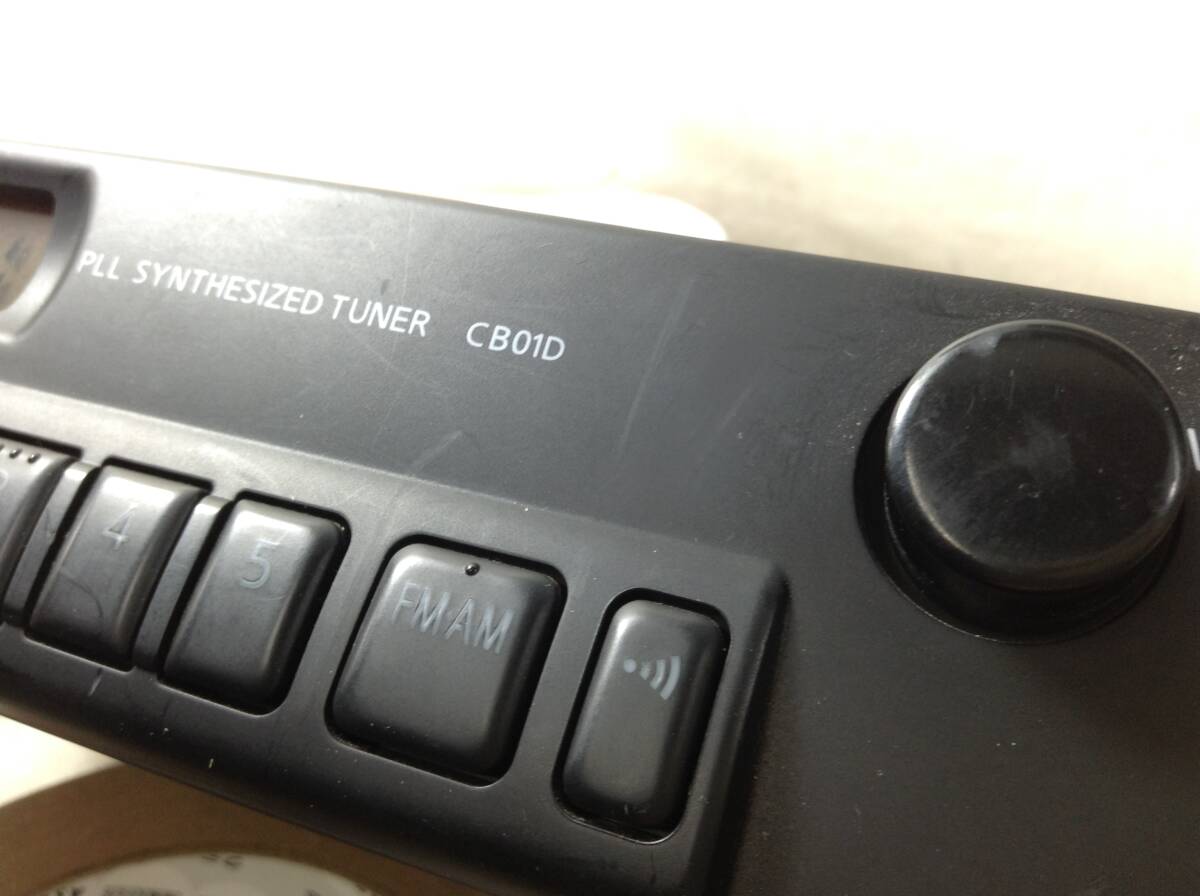 PLL SYNTHESIZED TUNER CB01D
4 5 FM AM